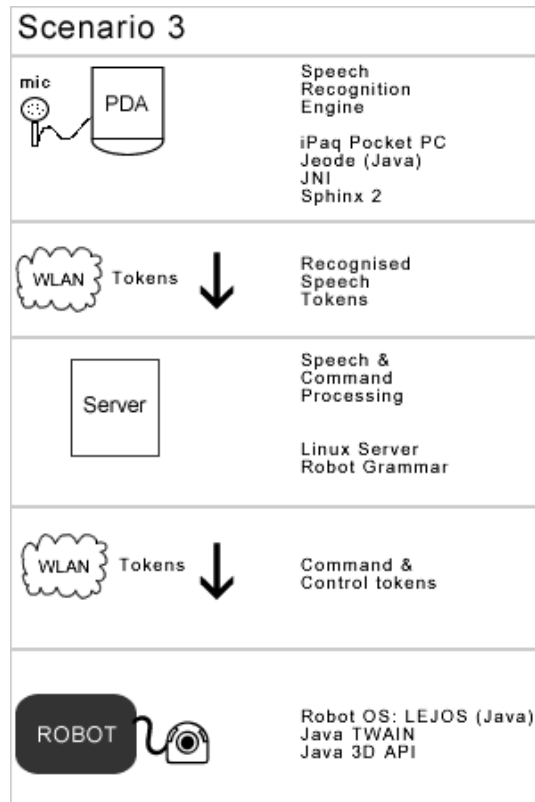 Scenario 3
mic
PDA
Speech
Recognition
Engine
iPaq Pocket PC
Jeode (Java)
JNI
Sphinx 2
WLAN
Tokens
Recognised
Speech
Tokens
Server
Speech &
Command
Processing
Linux Server
Robot Grammar
WLAN
Tokens
Command &
Control tokens
ROBOT
Robot OS: LEJOS (Java)
Java TWAIN
Java 3D API